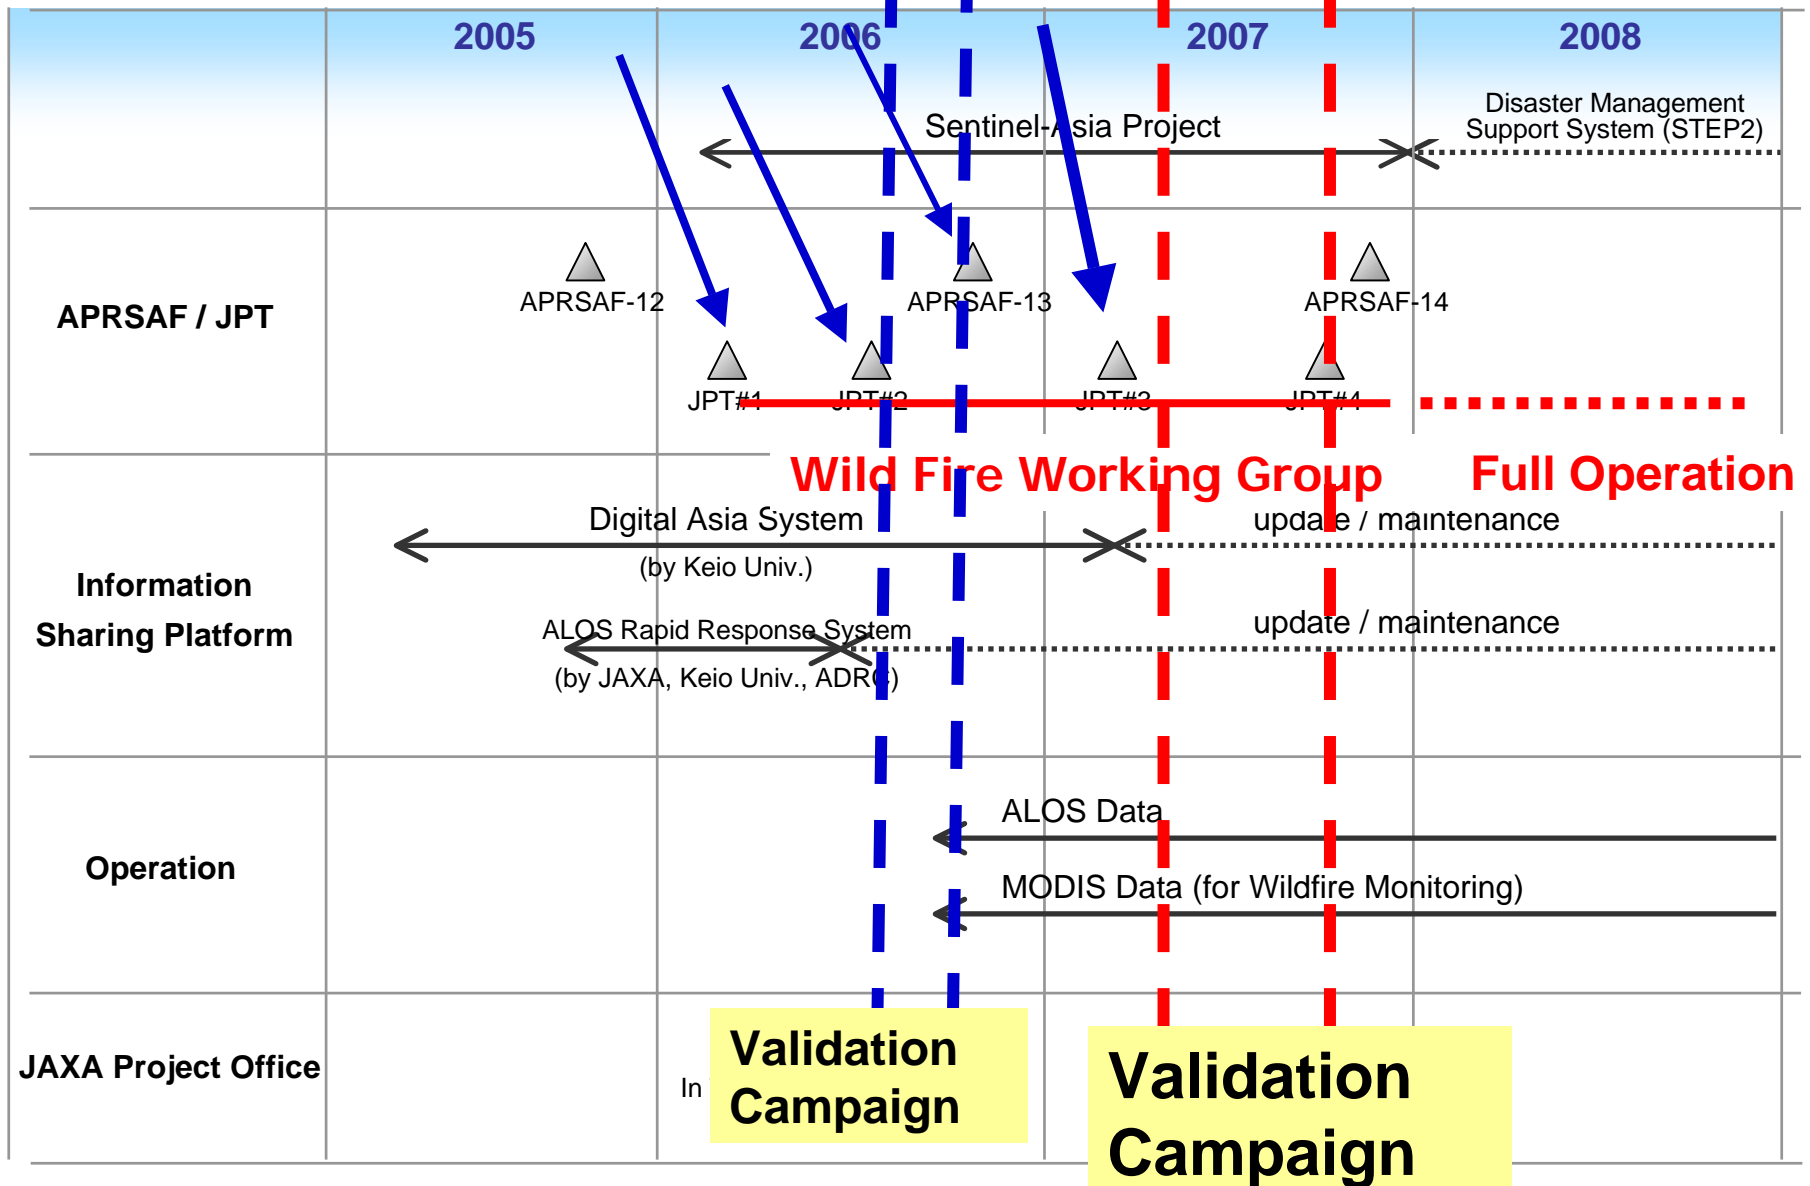 2005 2006 2007 2008
Sentinel-Asia Project
Disaster Management
Support System (STEP2)
APRSAF / JPT
APRSAF-12 APRSAF-13 APRSAF-14
JPT#1 JPT#2 JPT#3 JPT#4
Wild Fire Working Group Full Operation
Information
Sharing Platform
Digital Asia System
(by Keio Univ.)
update / maintenance
ALOS Rapid Response System
(by JAXA, Keio Univ., ADRC)
update / maintenance
Operation
ALOS Data
MODIS Data (for Wildfire Monitoring)
JAXA Project Office
In
Validation
Campaign
Validation
Campaign